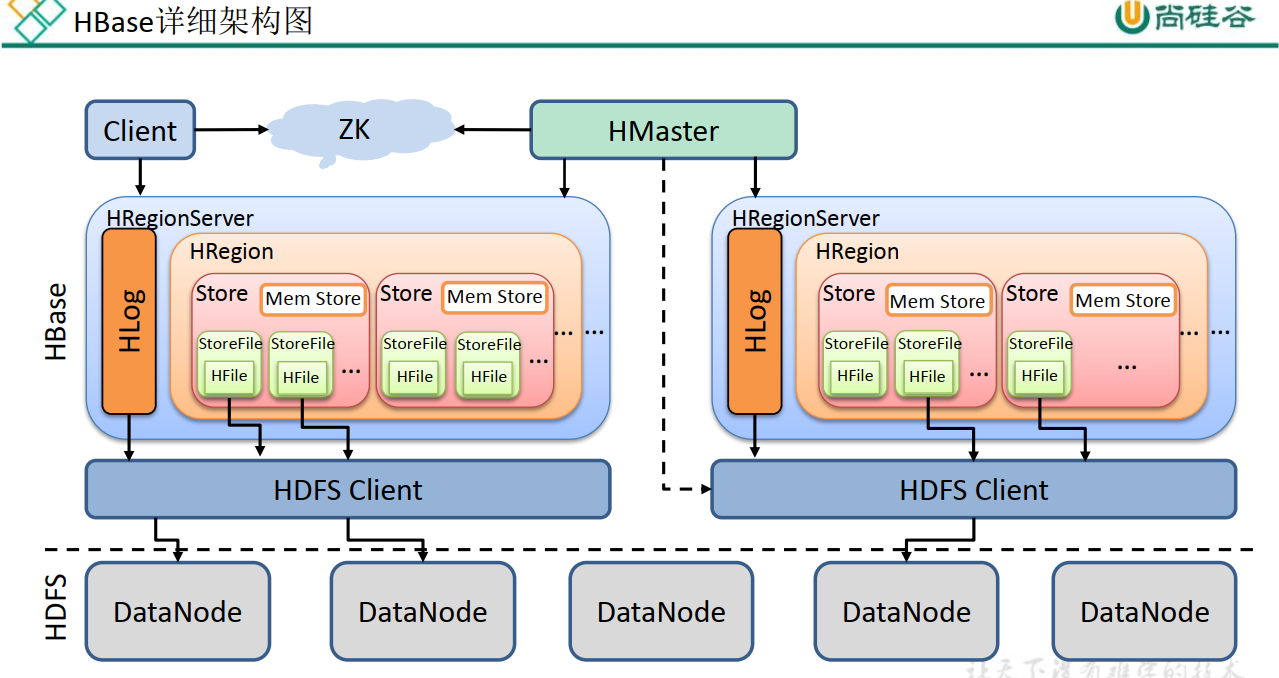 HBase详细架构图
尚硅谷
Client
ZK
HMaster
HBase
HRegionServer
HLog
HRegion
Store
Mem Store
StoreFile
HFile
StoreFile
HFile
...
Store
Mem Store
StoreFile
HFile
StoreFile
HFile
...
... ...
HRegionServer
HLog
HRegion
Store
Mem Store
StoreFile
HFile
StoreFile
HFile
...
Store
Mem Store
StoreFile
HFile
...
... ...
HDFS Client
HDFS Client
HDFS
DataNode
DataNode
DataNode
DataNode
DataNode
让天下没有难学的技术